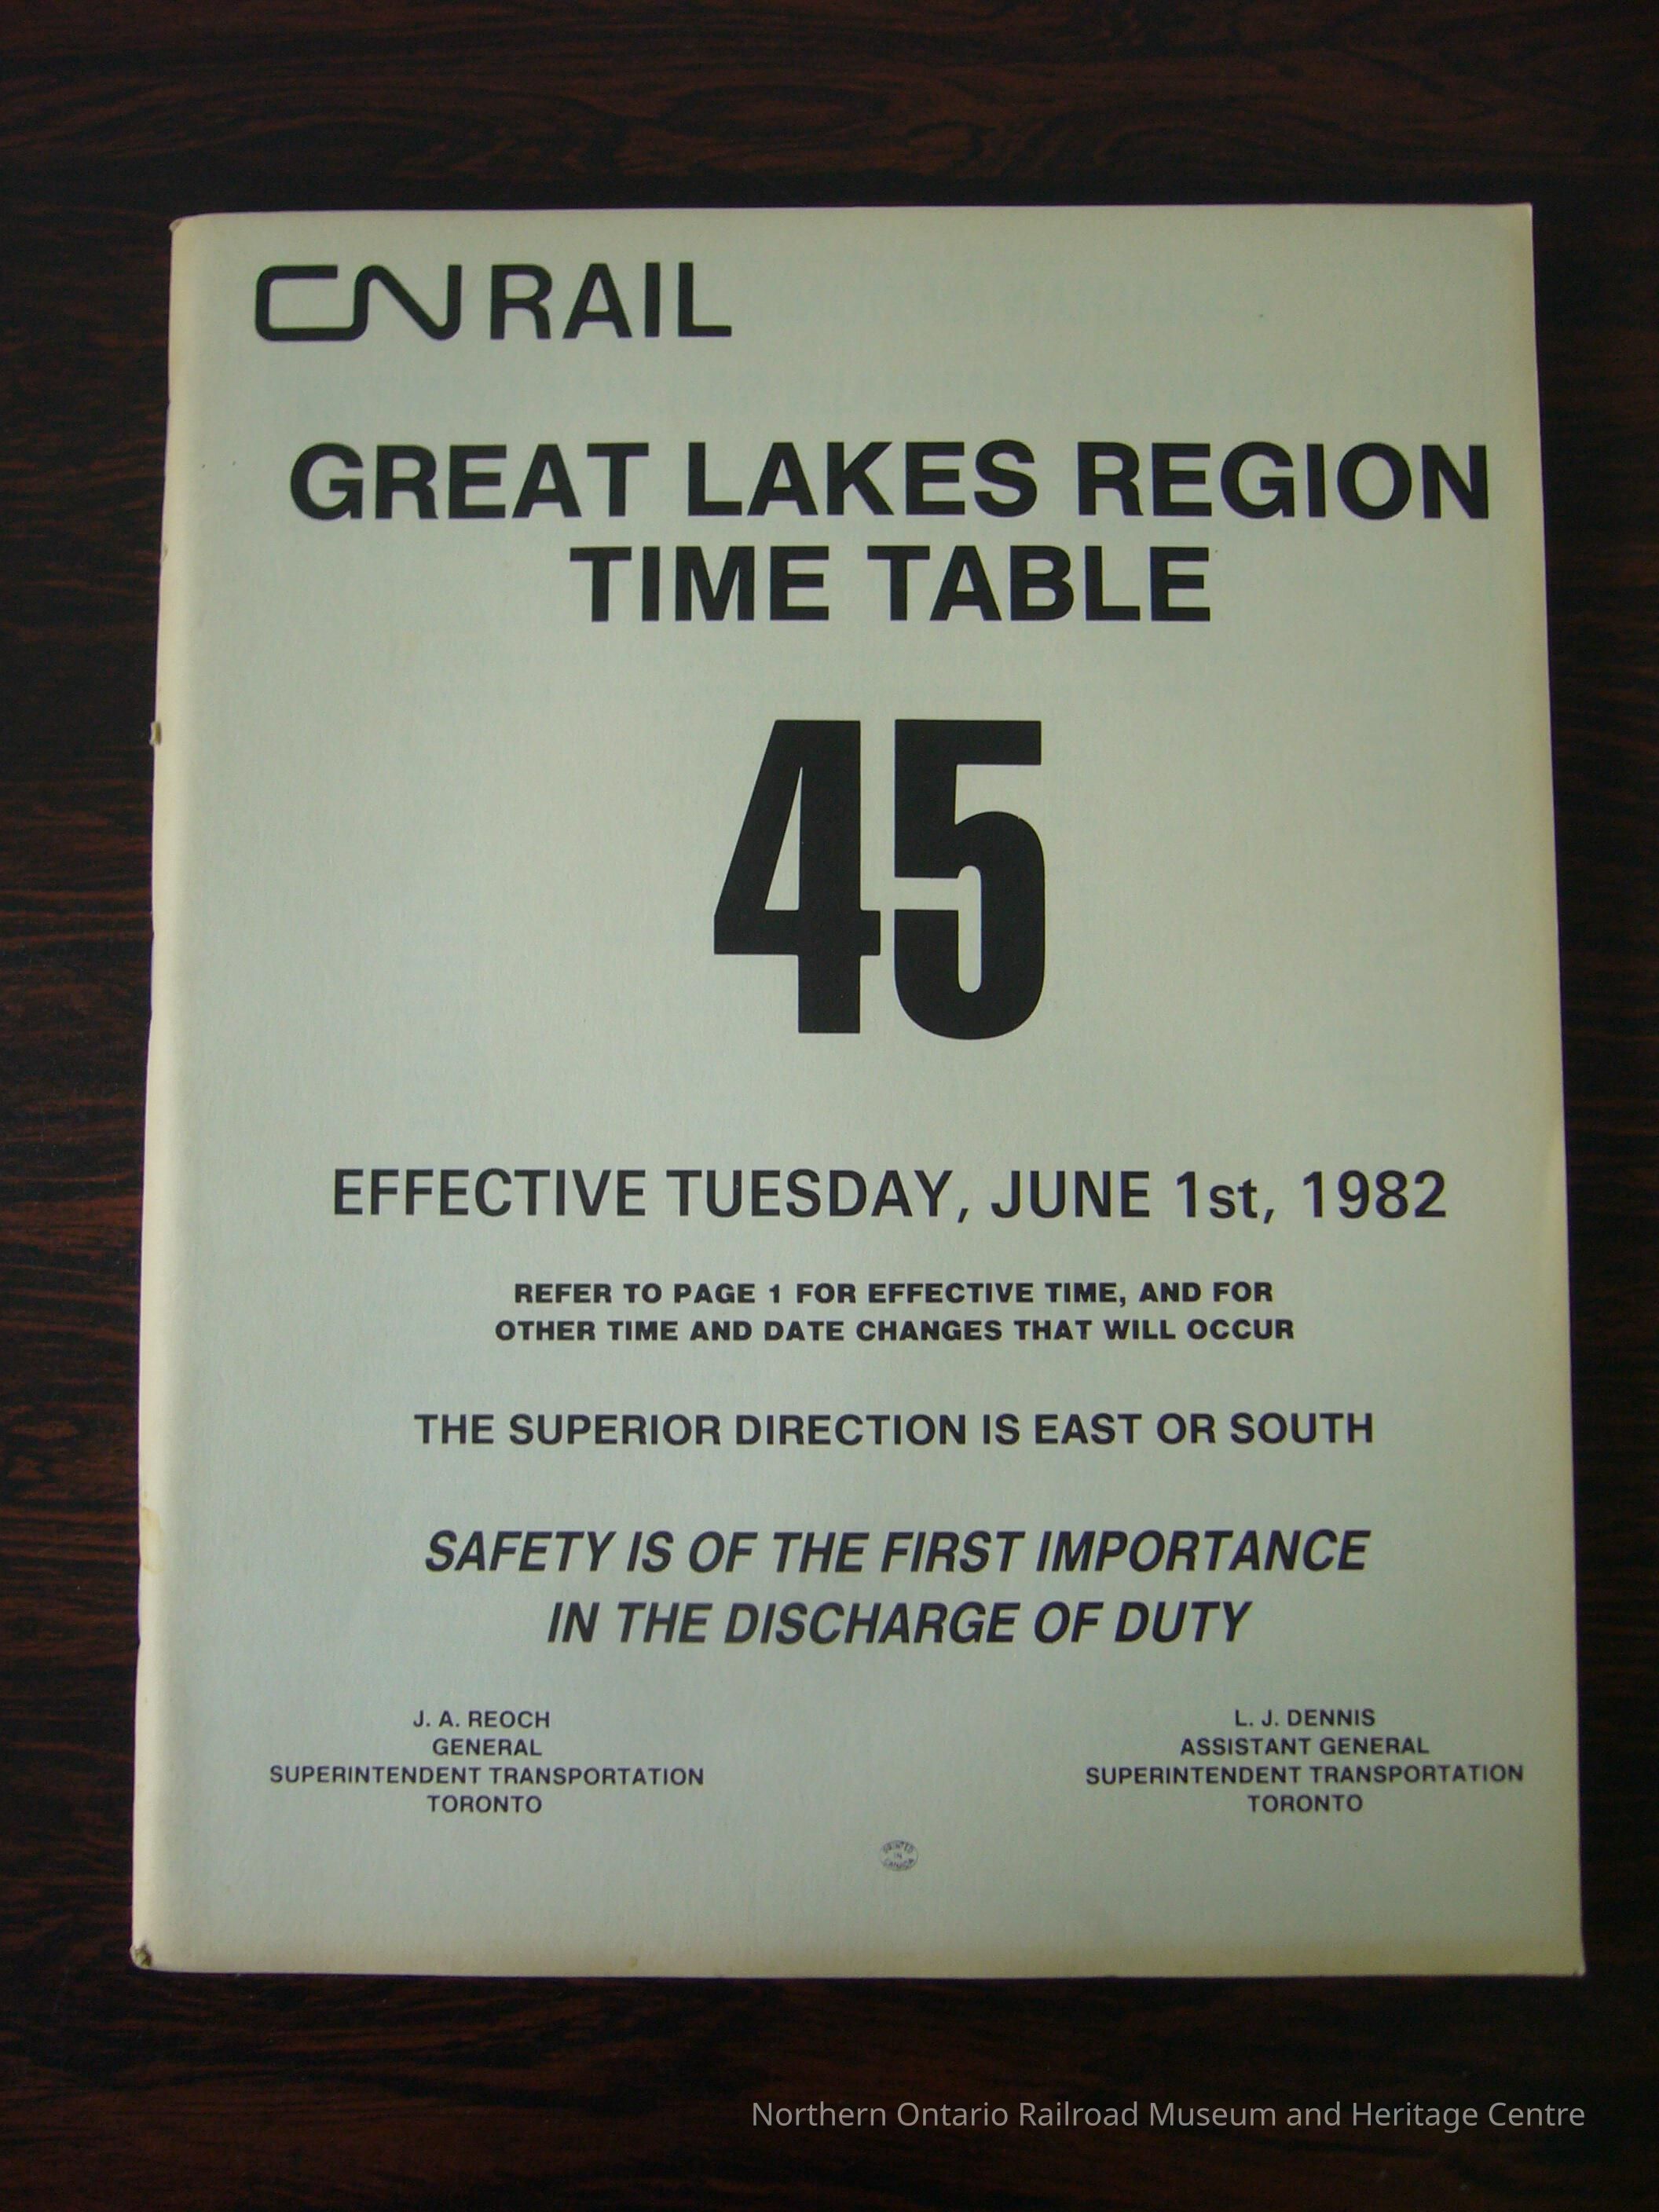 CN RAIL
GREAT LAKES REGION
TIME TABLE
45
EFFECTIVE TUESDAY, JUNE 1st, 1982
REFER TO PAGE 1 FOR EFFECTIVE TIME, AND FOR
OTHER TIME AND DATE CHANGES THAT WILL OCCUR
THE SUPERIOR DIRECTION IS EAST OR SOUTH
SAFETY IS OF THE FIRST IMPORTANCE
IN THE DISCHARGE OF DUTY
J. A. REOCH
GENERAL
SUPERINTENDENT TRANSPORTATION
TORONTO
L. J. DENNIS
ASSISTANT GENERAL
SUPERINTENDENT TRANSPORTATION
TORONTO
PRINTED
IN
CANADA
Northern Ontario Railroad Museum and Heritage Centre